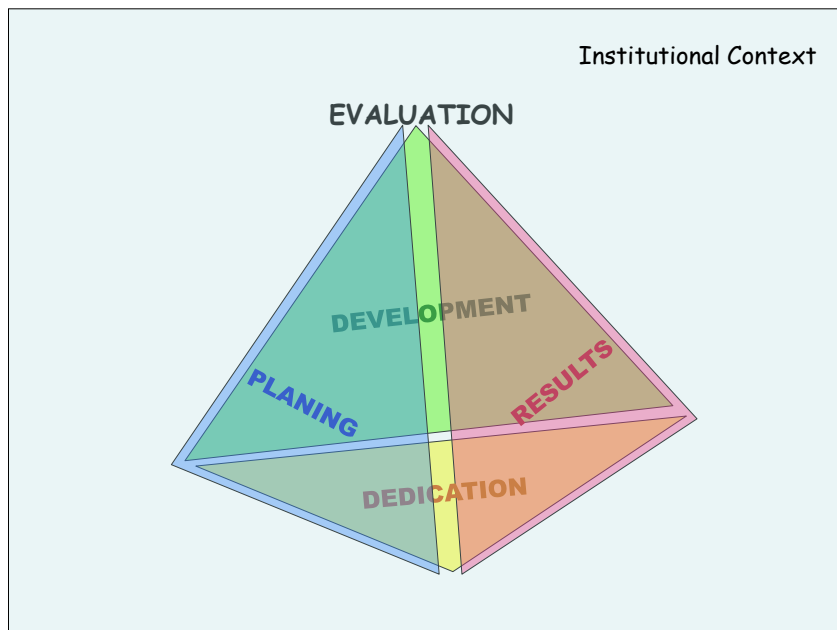 Institutional Context
EVALUATION
DEVELOPMENT
PLANING
RESULTS
DEDICATION